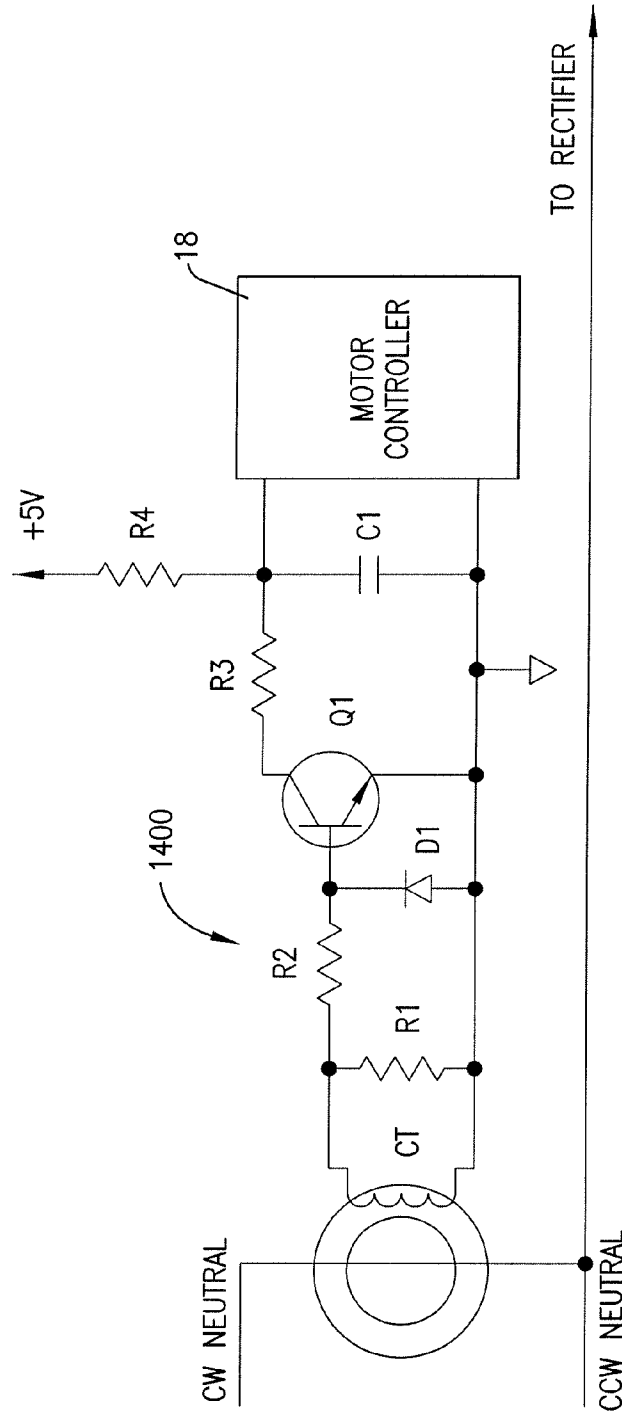 +5V
R4
18
1400
R3
R2
Q1
C1
MOTOR
CONTROLLER
D1
R1
CT
CW NEUTRAL
CCW NEUTRAL
TO RECTIFIER